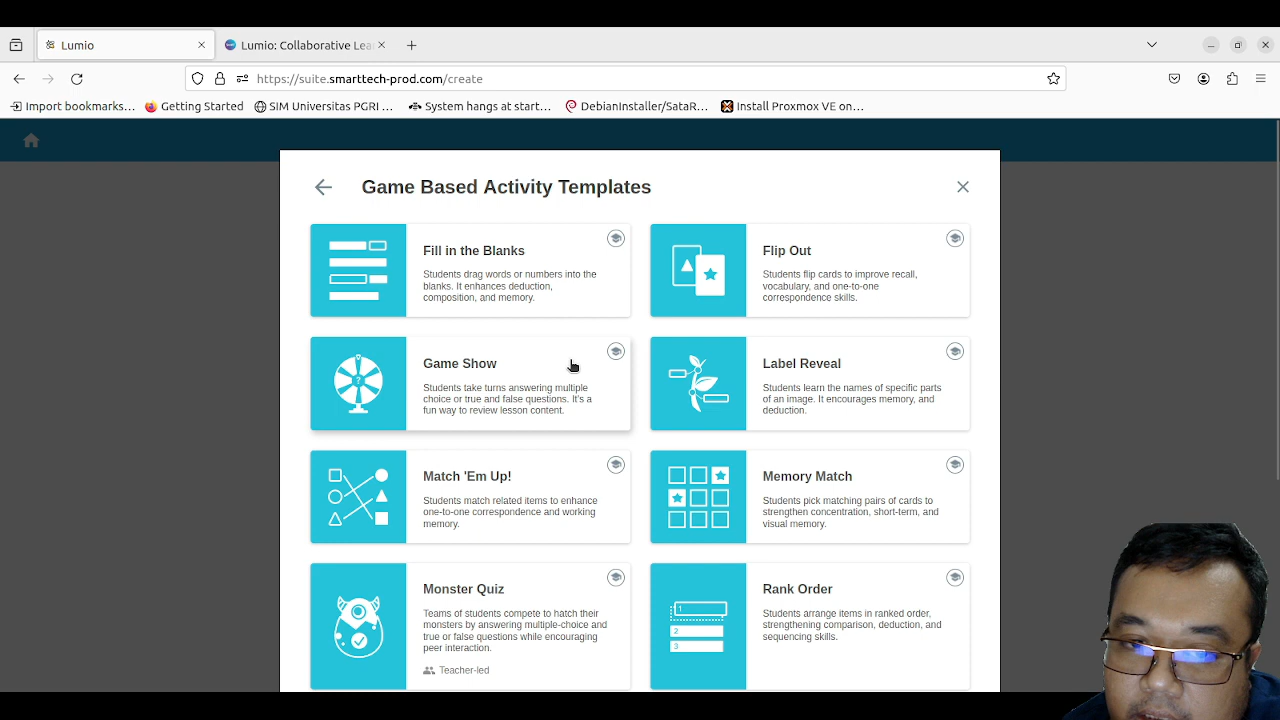 Lumio
Lumio: Collaborative Lea
https://suite.smarttech-prod.com/create
Import bookmarks...
Getting Started
SIM Universitas PGRI ...
System hangs at start...
DebianInstaller/SataR...
Install Proxmox VE on...
Game Based Activity Templates
Fill in the Blanks
Students drag words or numbers into the
blanks. It enhances deduction,
composition, and memory.
Flip Out
Students flip cards to improve recall,
vocabulary, and one-to-one
correspondence skills.
Game Show
Students take turns answering multiple
choice or true and false questions. It's a
fun way to review lesson content.
Label Reveal
Students learn the names of specific parts
of an image. It encourages memory, and
deduction.
Match 'Em Up!
Students match related items to enhance
one-to-one correspondence and working
memory.
Memory Match
Students pick matching pairs of cards to
strengthen concentration, short-term, and
visual memory.
Monster Quiz
Teams of students compete to hatch their
monsters by answering multiple-choice and
true or false questions while encouraging
peer interaction.
Teacher-led
1
2
3
Rank Order
Students arrange items in ranked order,
strengthening comparison, deduction, and
sequencing skills.